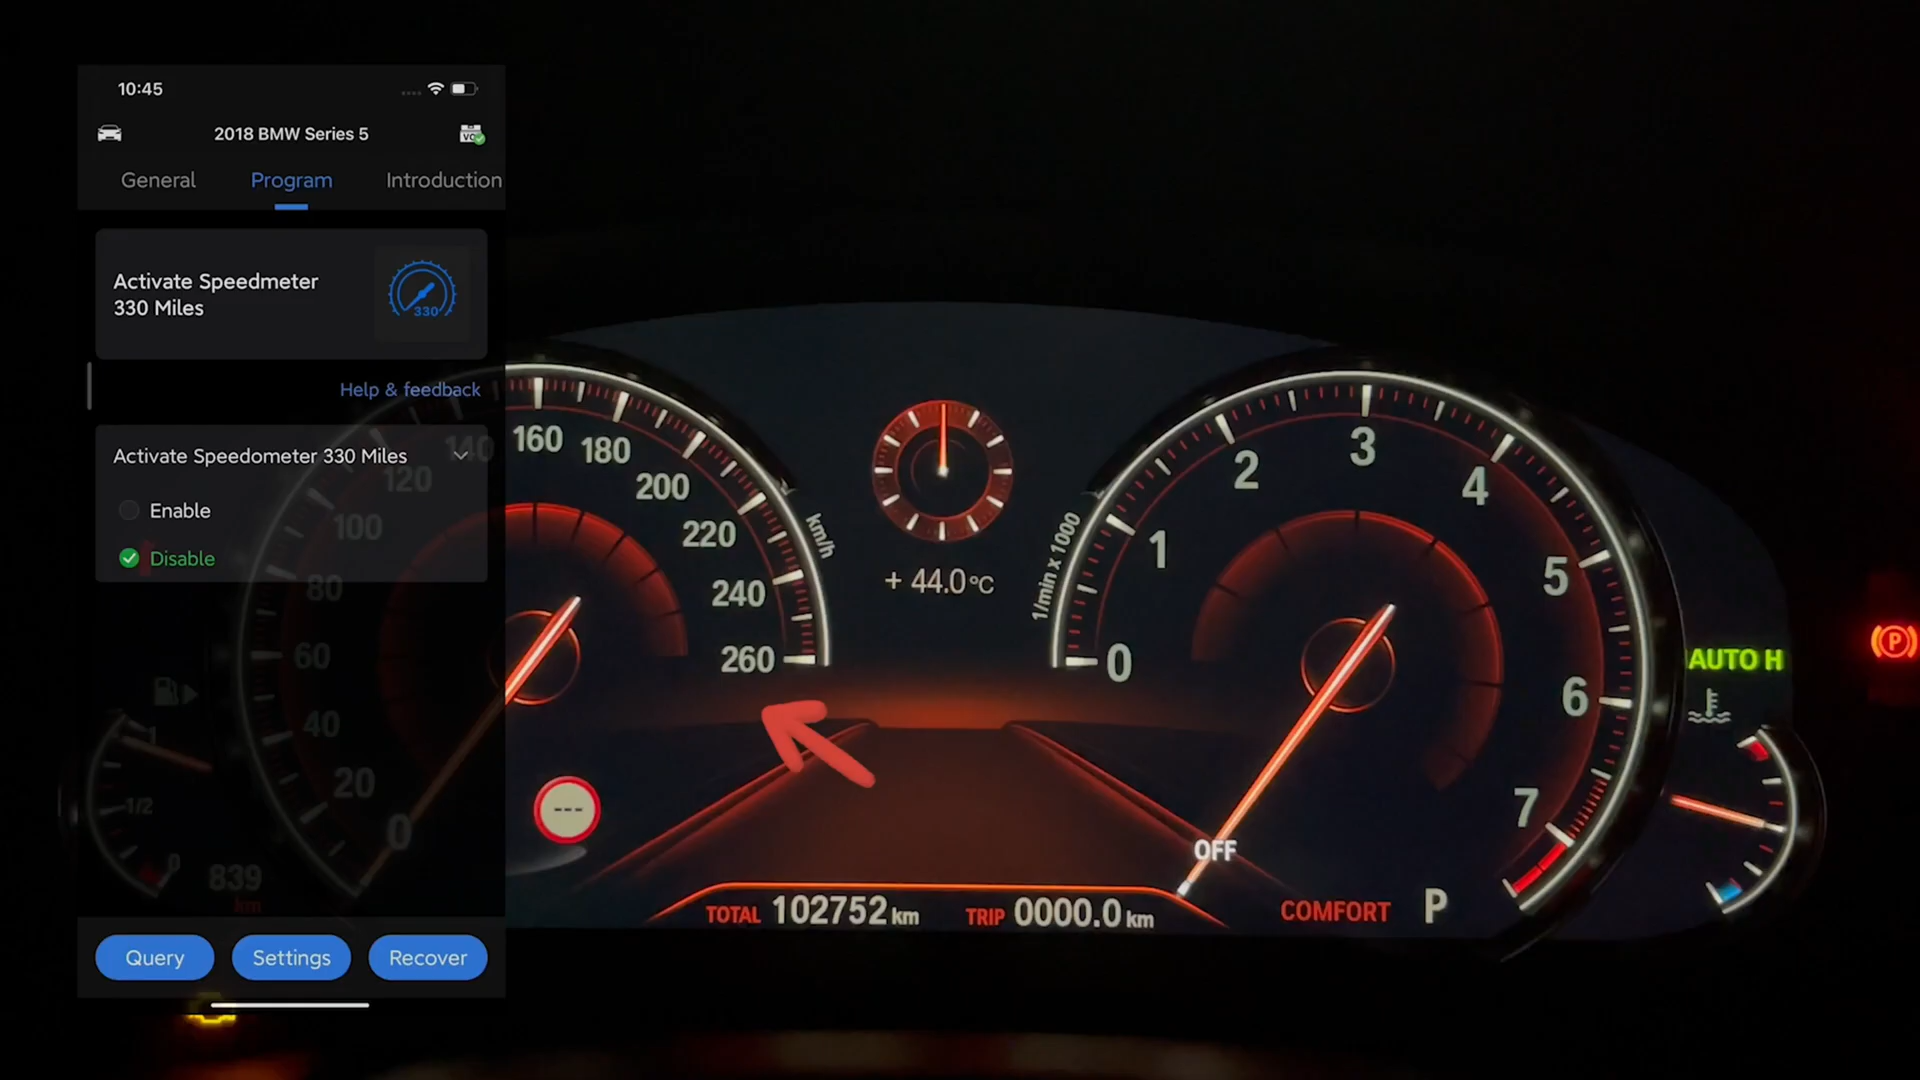 10:45
2018 BMW Series 5
General
Program
Introduction
Activate Speedmeter
330 Miles
330
Help & feedback
Activate Speedometer 330 Miles
Enable
Disable
Query
Settings
Recover
0
20
40
60
80
100
120
140
160
180
200
220
240
260
km/h
1/2
0
839
km
+ 44.0°C
---
1/min x 1000
0
1
2
3
4
5
6
7
OFF
TOTAL 102752 km
TRIP 0000.0 km
COMFORT P
AUTO H
(P)